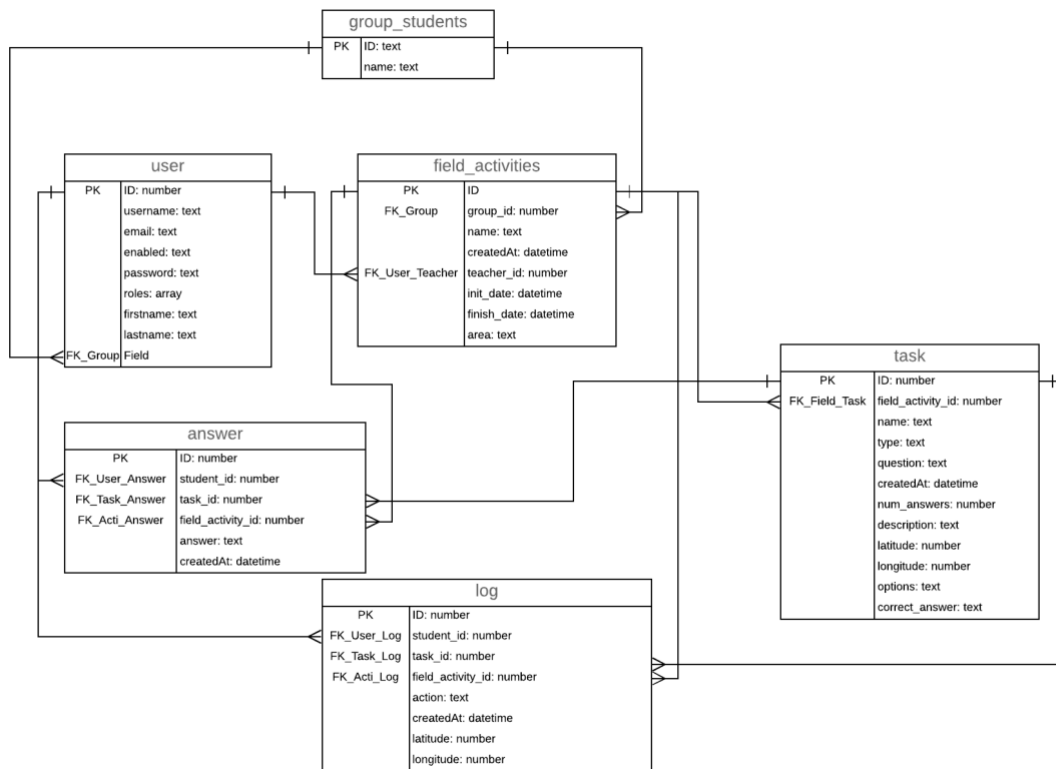 group_students
PK ID: text
name: text
user
PK ID: number
username: text
email: text
enabled: text
password: text
roles: array
firstname: text
lastname: text
FK_Group Field
field_activities
PK ID
FK_Group group_id: number
name: text
createdAt: datetime
FK_User_Teacher teacher_id: number
init_date: datetime
finish_date: datetime
area: text
task
PK ID: number
FK_Field_Task field_activity_id: number
name: text
type: text
question: text
createdAt: datetime
num_answers: number
description: text
latitude: number
longitude: number
options: text
correct_answer: text
answer
PK ID: number
FK_User_Answer student_id: number
FK_Task_Answer task_id: number
FK_Acti_Answer field_activity_id: number
answer: text
createdAt: datetime
log
PK ID: number
FK_User_Log student_id: number
FK_Task_Log task_id: number
FK_Acti_Log field_activity_id: number
action: text
createdAt: datetime
latitude: number
longitude: number